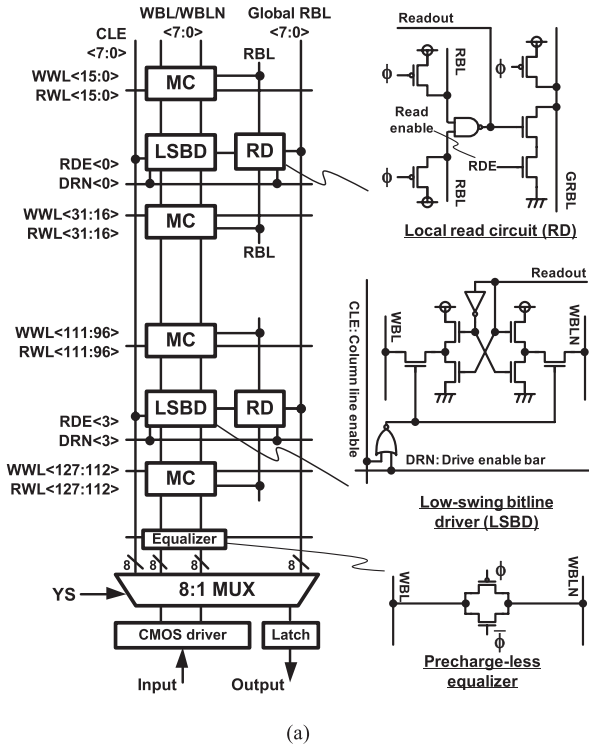 CLE
<7:0>
WBL/WBLN
<7:0>
Global RBL
<7:0>
RBL
WWL<15:0>
RWL<15:0>
MC
RDE<0>
DRN<0>
LSBD
RD
WWL<31:16>
RWL<31:16>
MC
RBL
WWL<111:96>
RWL<111:96>
MC
RDE<3>
DRN<3>
LSBD
RD
WWL<127:112>
RWL<127:112>
MC
Equalizer
8
8
8
8
YS
8:1 MUX
CMOS driver
Latch
Input
Output
Readout
ϕ
RBL
ϕ
Read
enable
RDE
ϕ
RBL
GRBL
Local read circuit (RD)
CLE: Column line enable
WBL
Readout
WBLN
DRN: Drive enable bar
Low-swing bitline
driver (LSBD)
WBL
ϕ
WBLN
ϕ̅
Precharge-less
equalizer
(a)